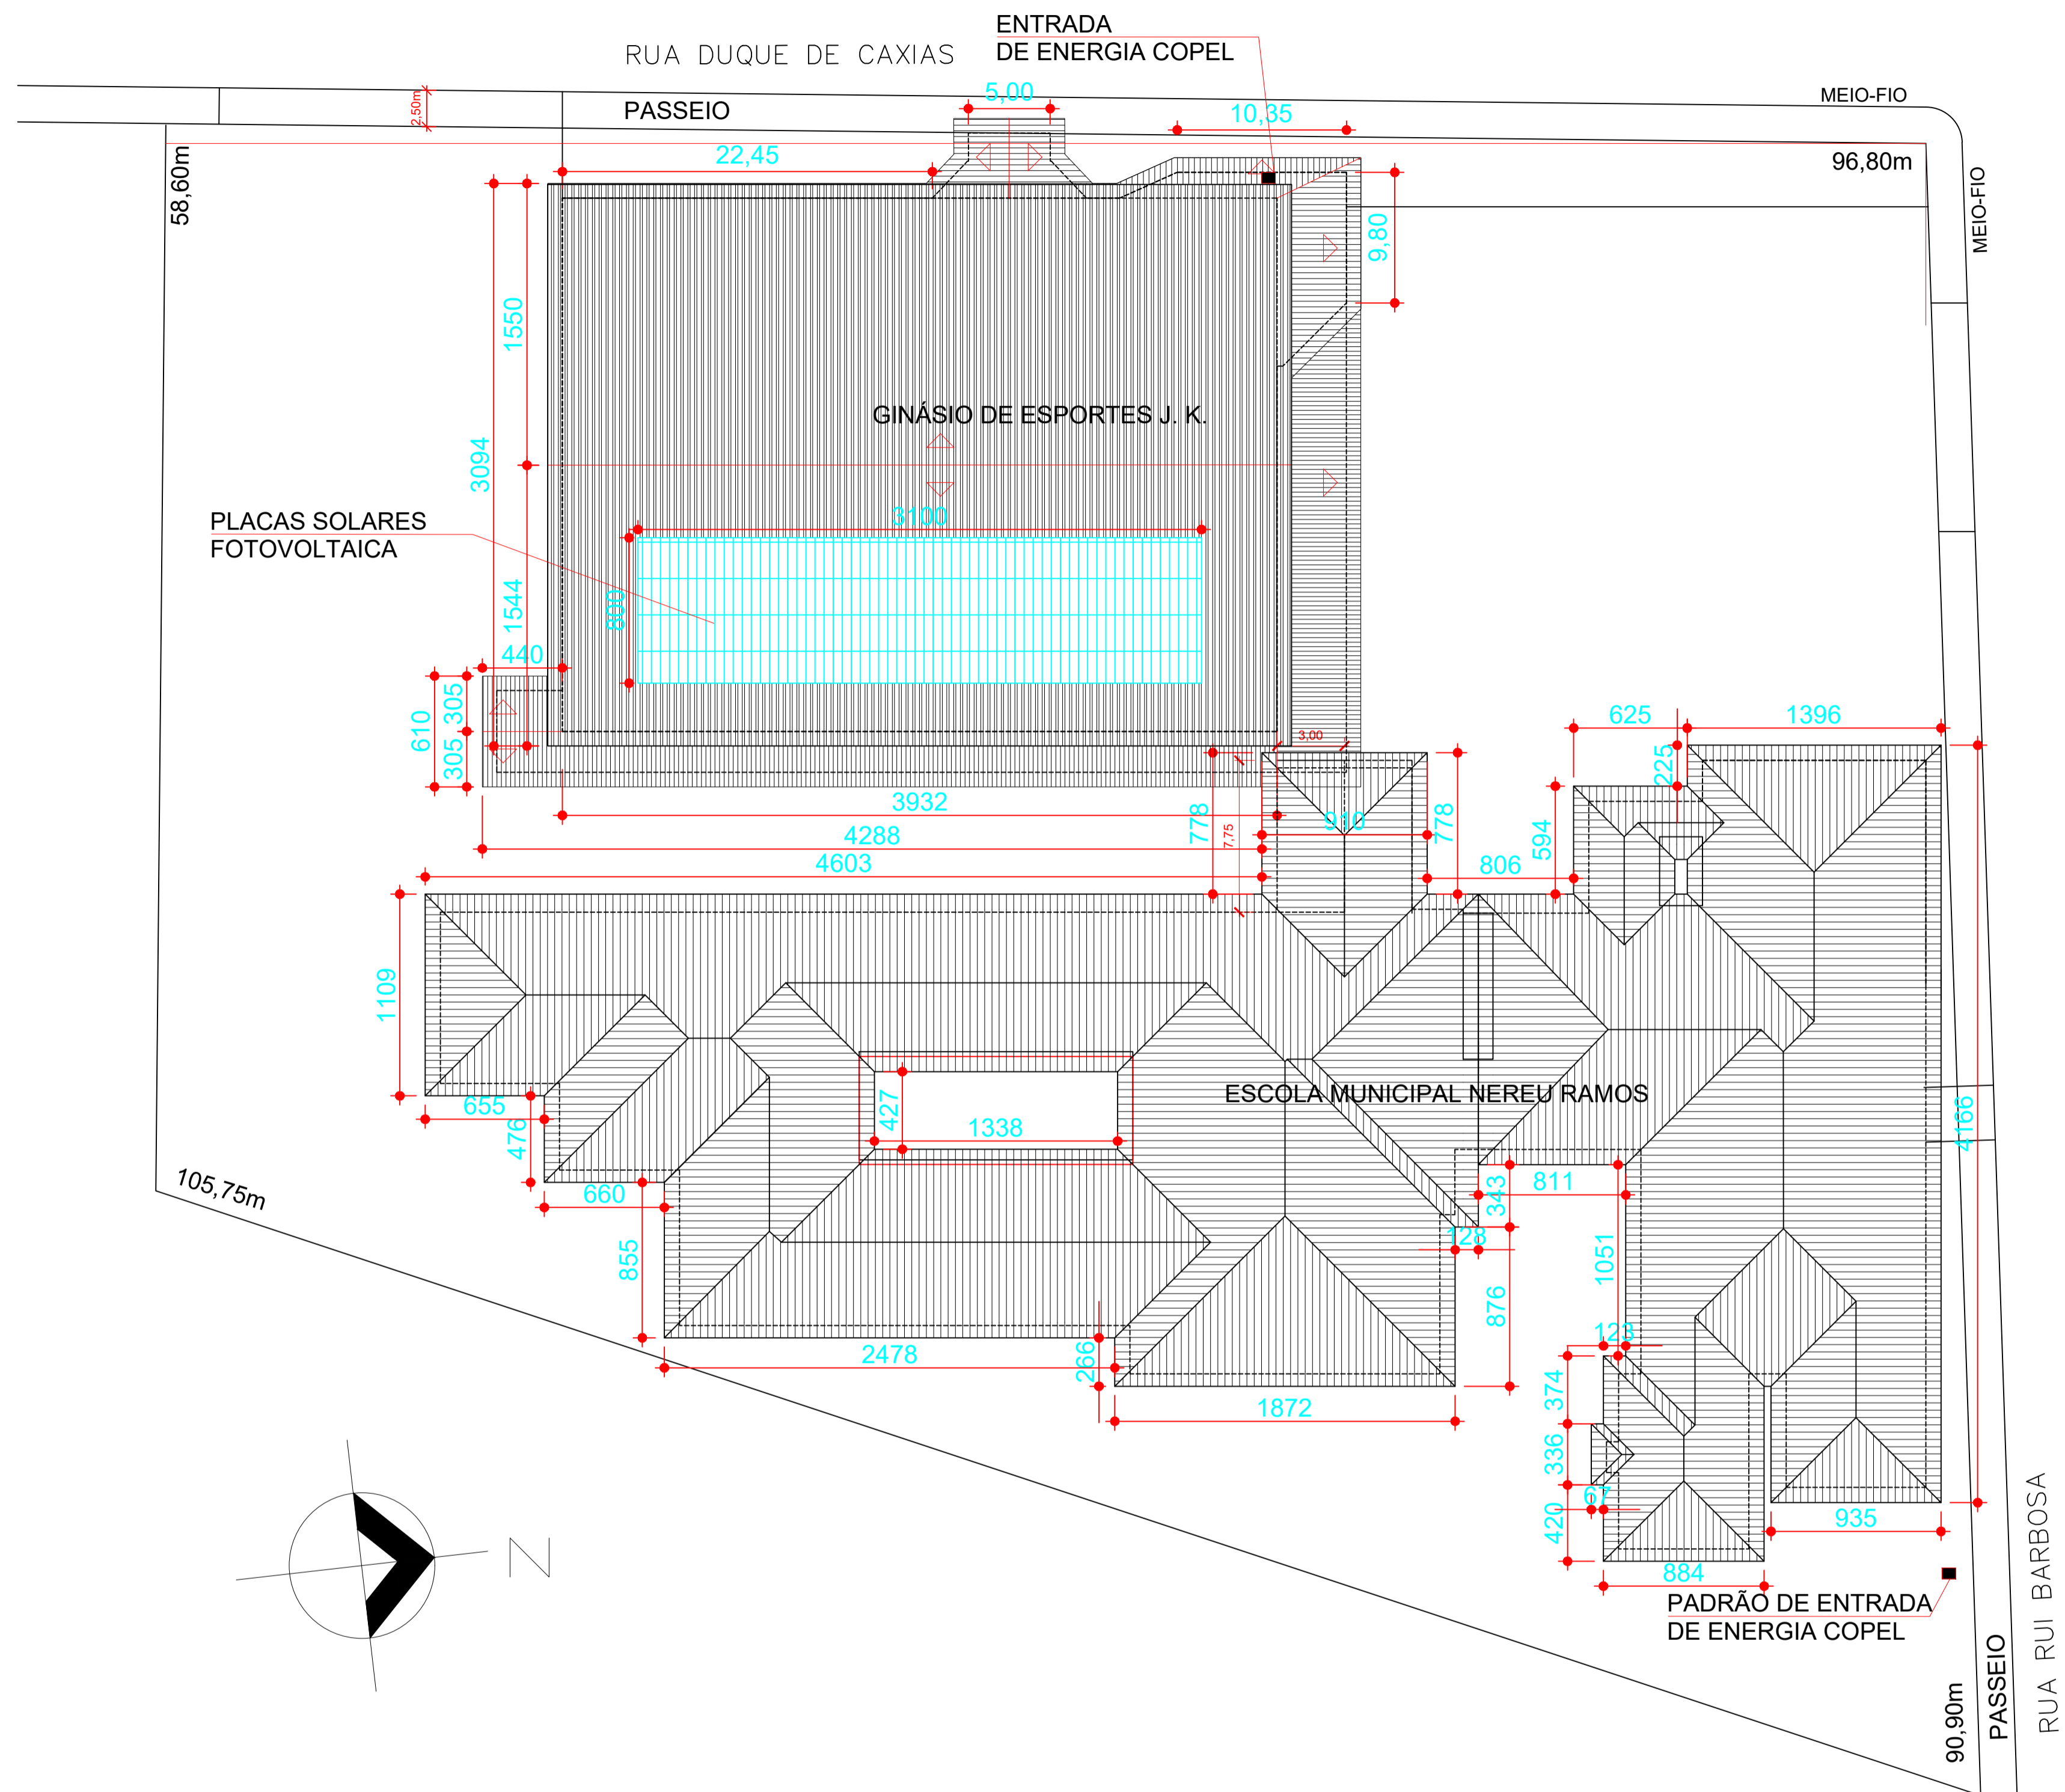 ENTRADA
DE ENERGIA COPEL
RUA DUQUE DE CAXIAS
MEIO-FIO
5,00
PASSEIO
2,50m
10,35
22,45
96,80m
58,60m
MEIO-FIO
9,80
1550
GINÁSIO DE ESPORTES J. K.
3094
PLACAS SOLARES
FOTOVOLTAICA
3100
1544
800
440
305
610
305
625
1396
3,00
225
3932
778
910
778
7,75
4288
594
4603
806
1109
ESCOLA MUNICIPAL NEREU RAMOS
655
427
1338
476
4166
105,75m
660
343
811
128
855
1051
876
123
266
2478
374
1872
336
67
420
935
N
884
PADRÃO DE ENTRADA
DE ENERGIA COPEL
RUA RUI BARBOSA
PASSEIO
90,90m